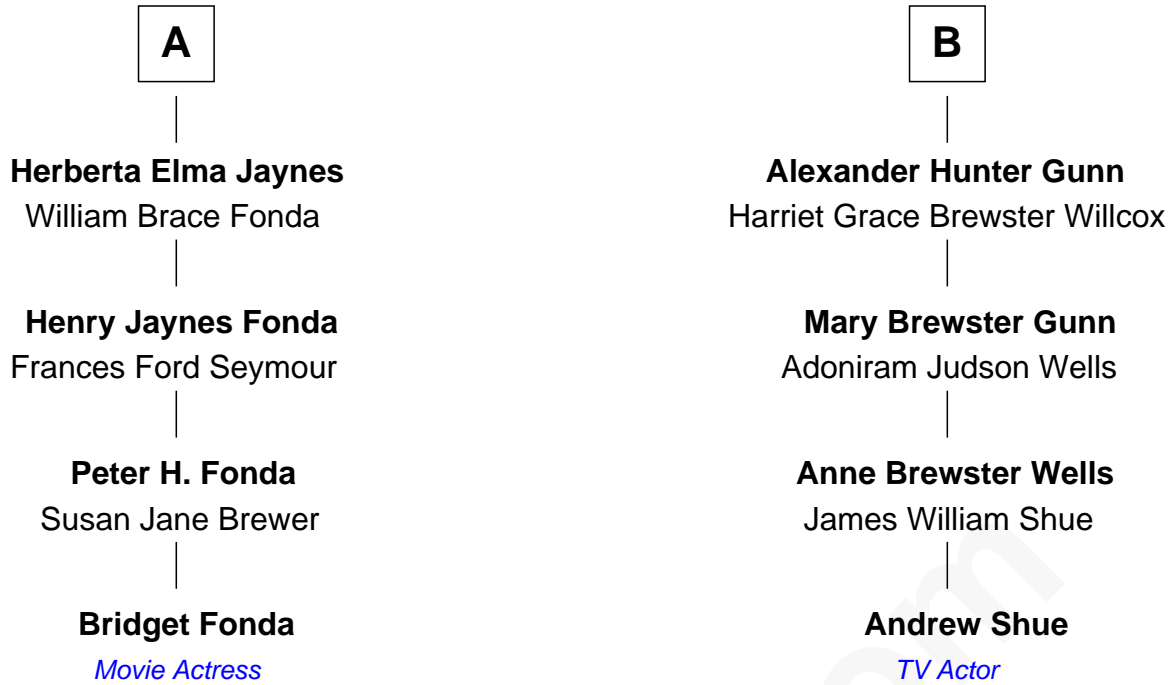 A
Herberta Elma Jaynes
William Brace Fonda
Henry Jaynes Fonda
Frances Ford Seymour
Peter H. Fonda
Susan Jane Brewer
Bridget Fonda
Movie Actress
B
Alexander Hunter Gunn
Harriet Grace Brewster Willcox
Mary Brewster Gunn
Adoniram Judson Wells
Anne Brewster Wells
James William Shue
Andrew Shue
TV Actor